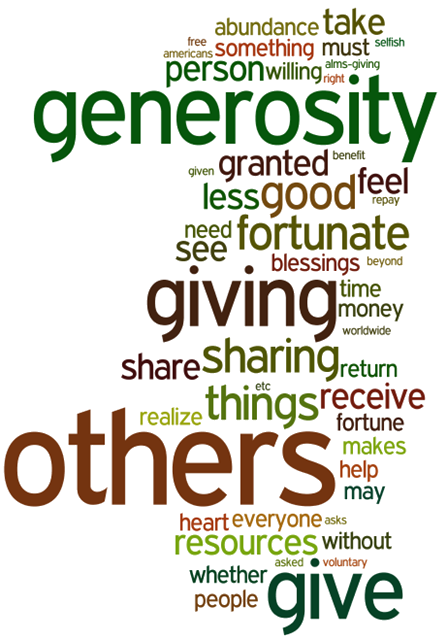 abundance take
free something must selfish
americans
person willing alms-giving
right
generosity
granted benefit
given
less good feel
repay
need fortunate
see
blessings beyond
giving time
money
worldwide
share sharing return
etc
things receive
realize fortune
others makes
help
may
heart everyone asks
resources without
asked voluntary
whether give
people